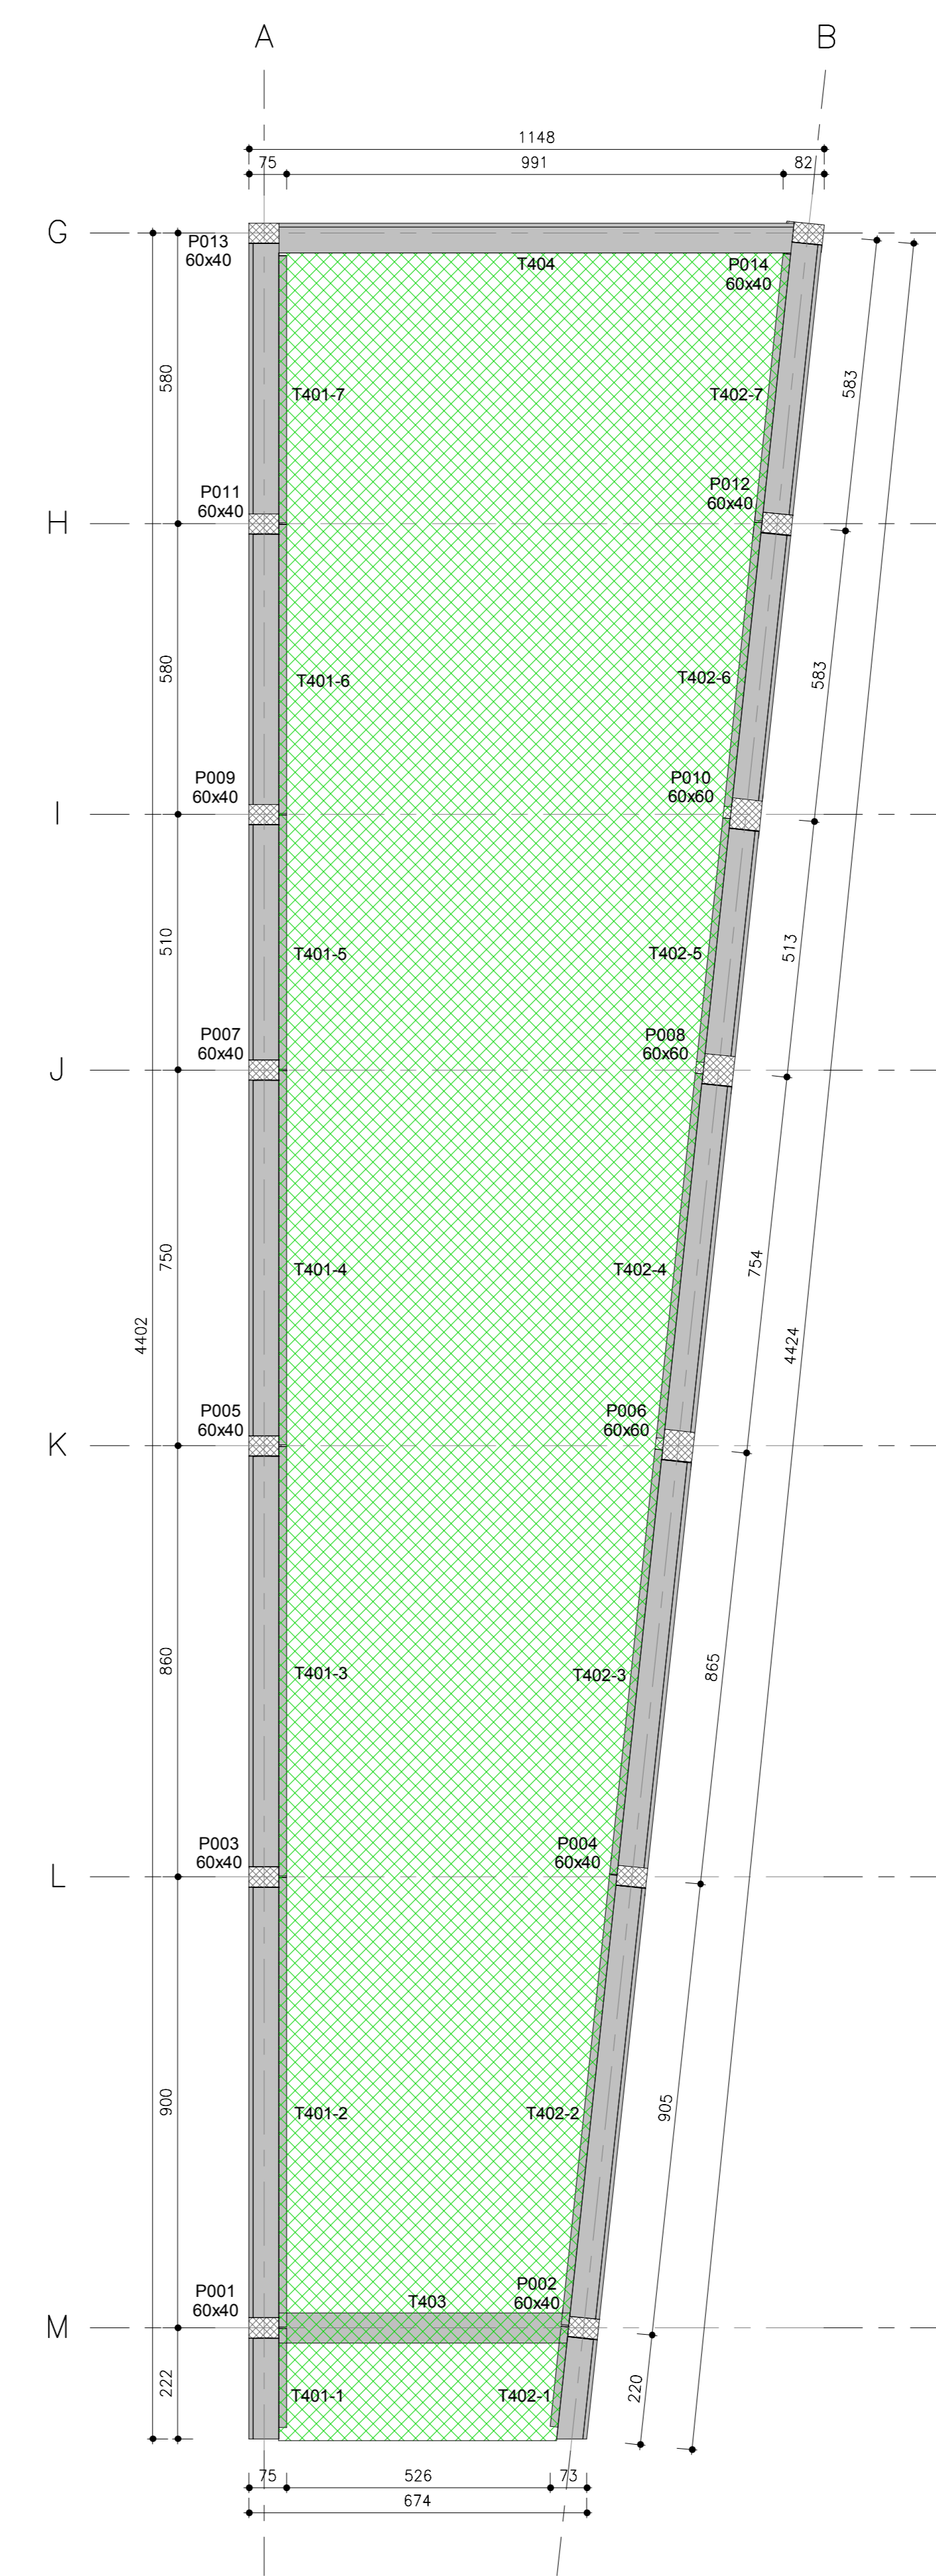 A
B
1148
75
991
82
G
P013
60x40
T404
P014
60x40
580
T401-7
T402-7
583
P011
60x40
P012
60x40
H
580
T401-6
T402-6
583
P009
60x40
P010
60x60
I
510
T401-5
T402-5
513
P007
60x40
P008
60x60
J
750
T401-4
T402-4
754
4402
4424
P005
60x40
P006
60x60
K
860
T401-3
T402-3
865
P003
60x40
P004
60x40
L
900
T401-2
T402-2
905
P001
60x40
T403
P002
60x40
M
222
T401-1
T402-1
220
75
526
73
674